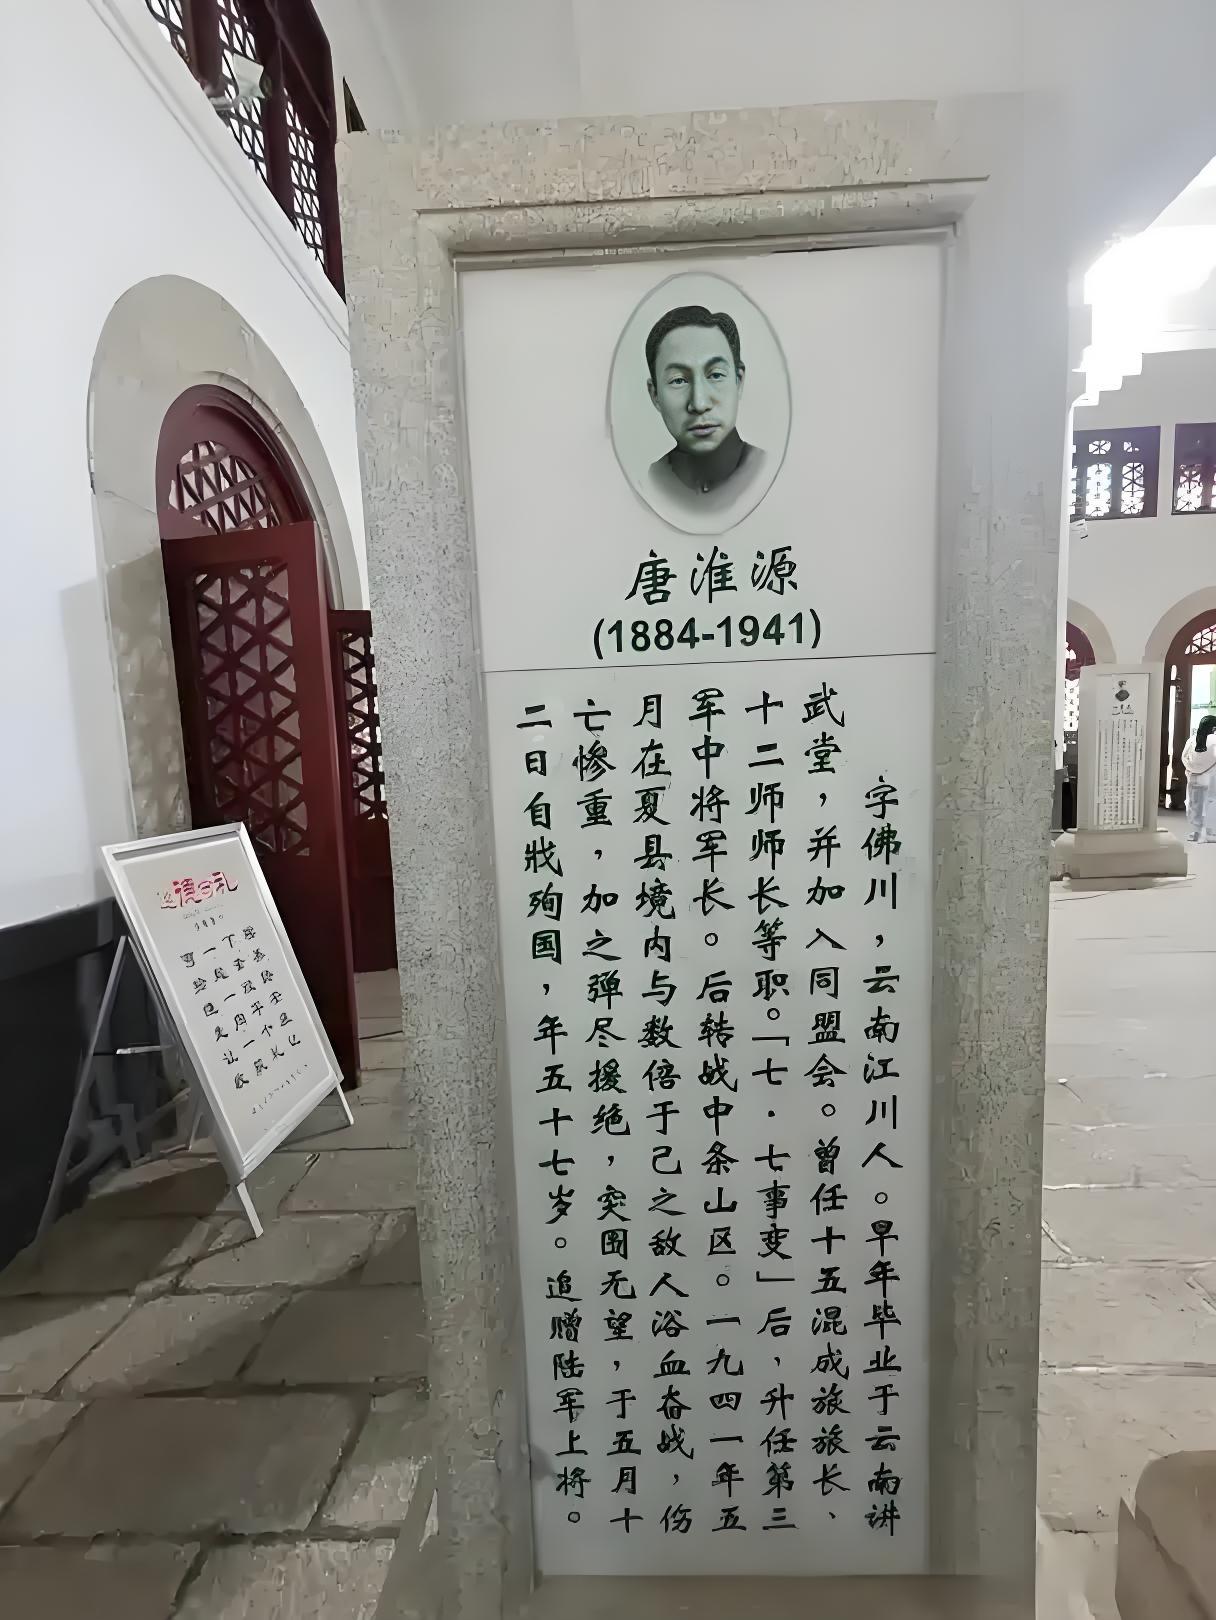 唐淮源
(1884-1941)
字佛川，云南江川人。早年毕业于云南讲
武堂，并加入同盟会。曾任十五混成旅旅长、
十二师师长等职。「七·七事变」后，升任第三
军中将军长。后转战中条山区。一九四一年五
月在夏县境内与数倍于己之敌人浴血奋战，伤
亡惨重，加之弹尽援绝，突围无望，于五月十
二日自戕殉国，年五十七岁。追赠陆军上将。